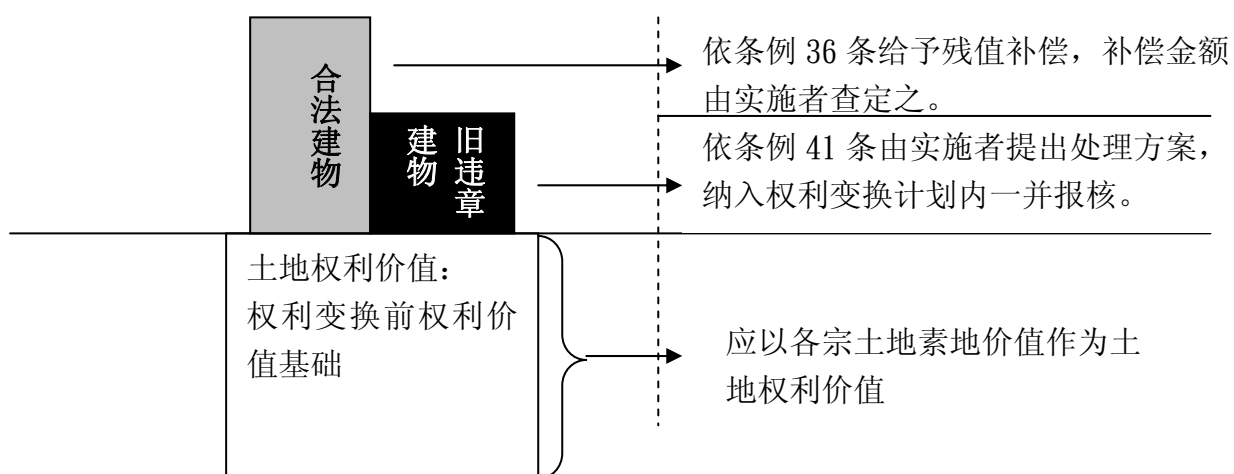 合法建物
旧违章
建物
依条例 36 条给予残值补偿，补偿金额
由实施者查定之。
依条例 41 条由实施者提出处理方案，
纳入权利变换计划内一并报核。
土地权利价值：
权利变换前权利价
值基础
应以各宗土地素地价值作为土
地权利价值